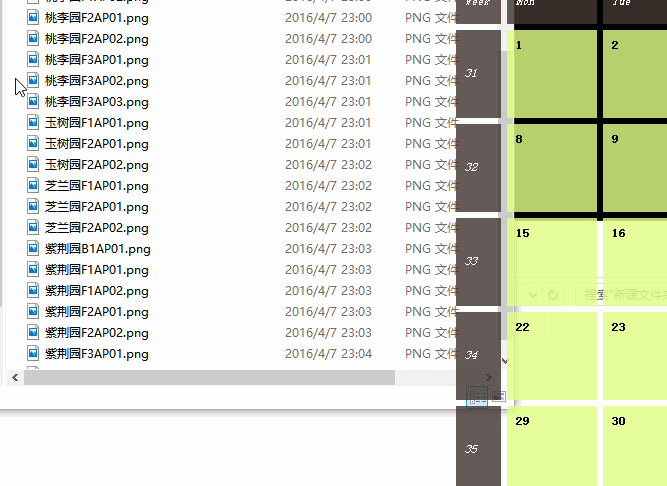 Week Mon Tue
桃李园F2AP01.png 2016/4/7 23:00 PNG 文件
桃李园F2AP02.png 2016/4/7 23:00 PNG 文件
桃李园F3AP01.png 2016/4/7 23:01 PNG 文件
桃李园F3AP02.png 2016/4/7 23:01 PNG 文件
桃李园F3AP03.png 2016/4/7 23:01 PNG 文件
玉树园F1AP01.png 2016/4/7 23:01 PNG 文件
玉树园F2AP01.png 2016/4/7 23:01 PNG 文件
玉树园F2AP02.png 2016/4/7 23:02 PNG 文件
芝兰园F1AP01.png 2016/4/7 23:02 PNG 文件
芝兰园F2AP01.png 2016/4/7 23:02 PNG 文件
芝兰园F2AP02.png 2016/4/7 23:02 PNG 文件
紫荆园B1AP01.png 2016/4/7 23:03 PNG 文件
紫荆园F1AP01.png 2016/4/7 23:03 PNG 文件
紫荆园F1AP02.png 2016/4/7 23:03 PNG 文件
紫荆园F2AP01.png 2016/4/7 23:03 PNG 文件
紫荆园F2AP02.png 2016/4/7 23:03 PNG 文件
紫荆园F3AP01.png 2016/4/7 23:04 PNG 文件
31 1 2
32 8 9
33 15 16
搜索"新建文件夹
34 22 23
35 29 30